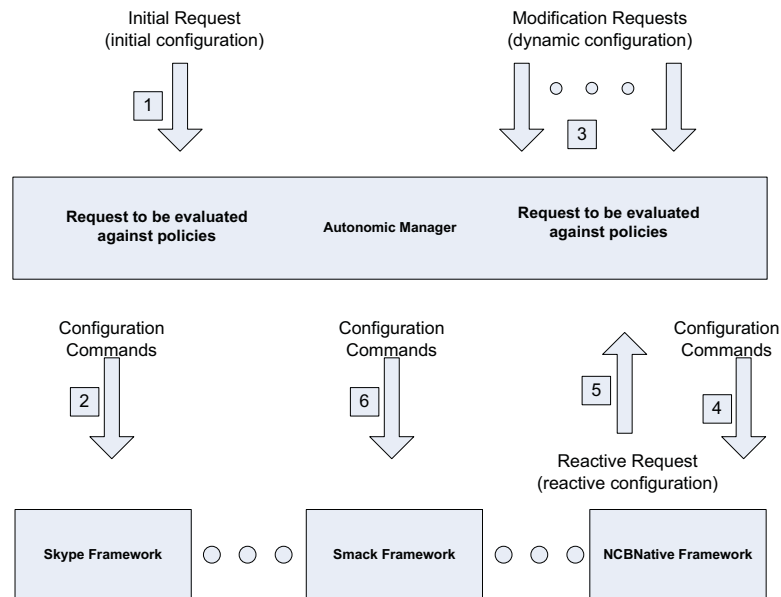 Initial Request
(initial configuration)
Modification Requests
(dynamic configuration)
1
3
Request to be evaluated
against policies
Autonomic Manager
Request to be evaluated
against policies
Configuration
Commands
Configuration
Commands
Configuration
Commands
2
6
5
4
Reactive Request
(reactive configuration)
Skype Framework
Smack Framework
NCBNative Framework